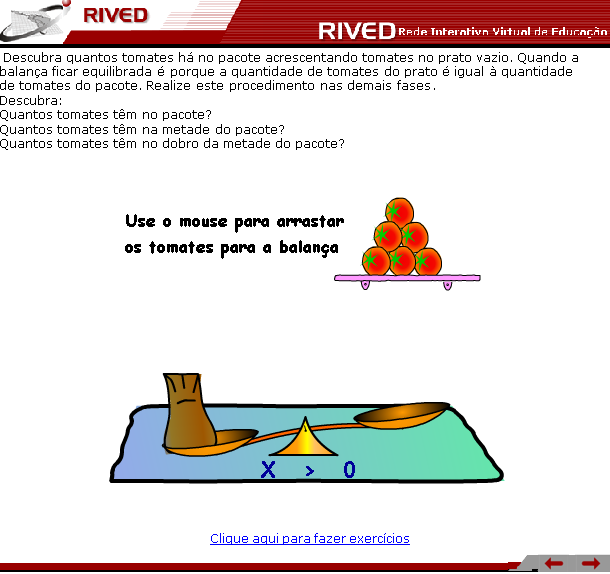 RIVED
RIVED Rede Interativa Virtual de Educação
Descubra quantos tomates há no pacote acrescentando tomates no prato vazio. Quando a
balança ficar equilibrada é porque a quantidade de tomates do prato é igual à quantidade
de tomates do pacote. Realize este procedimento nas demais fases.
Descubra:
Quantos tomates têm no pacote?
Quantos tomates têm na metade do pacote?
Quantos tomates têm no dobro da metade do pacote?
Use o mouse para arrastar
os tomates para a balança
X > 0
Clique aqui para fazer exercícios